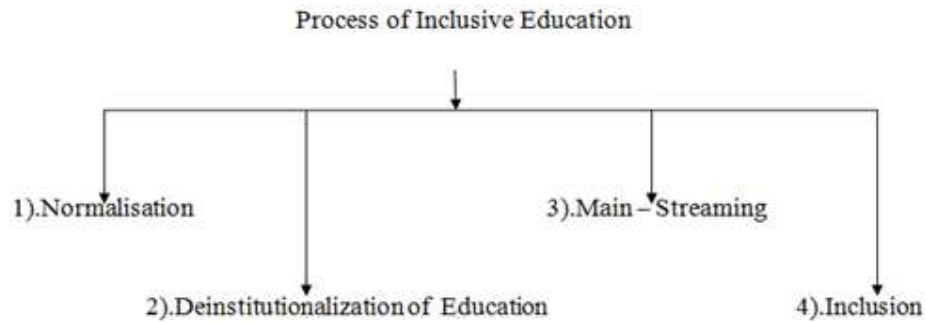 Process of Inclusive Education
1).Normalisation
3).Main – Streaming
2).Deinstitutionalization of Education
4).Inclusion